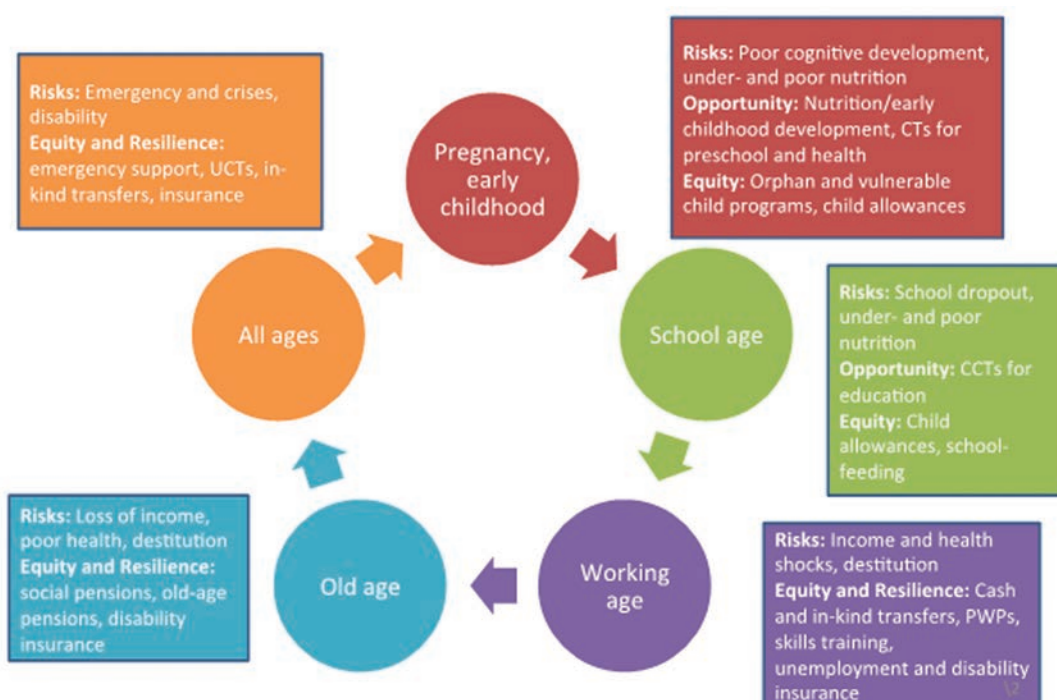 Risks: Emergency and crises,
disability
Equity and Resilience:
emergency support, UCTs, in-
kind transfers, insurance
Pregnancy,
early
childhood
Risks: Poor cognitive development,
under- and poor nutrition
Opportunity: Nutrition/early
childhood development, CTs for
preschool and health
Equity: Orphan and vulnerable
child programs, child allowances
All ages
School age
Risks: School dropout,
under- and poor
nutrition
Opportunity: CCTs for
education
Equity: Child
allowances, school-
feeding
Risks: Loss of income,
poor health, destitution
Equity and Resilience:
social pensions, old-age
pensions, disability
insurance
Old age
Working
age
Risks: Income and health
shocks, destitution
Equity and Resilience: Cash
and in-kind transfers, PWPs,
skills training,
unemployment and disability
insurance